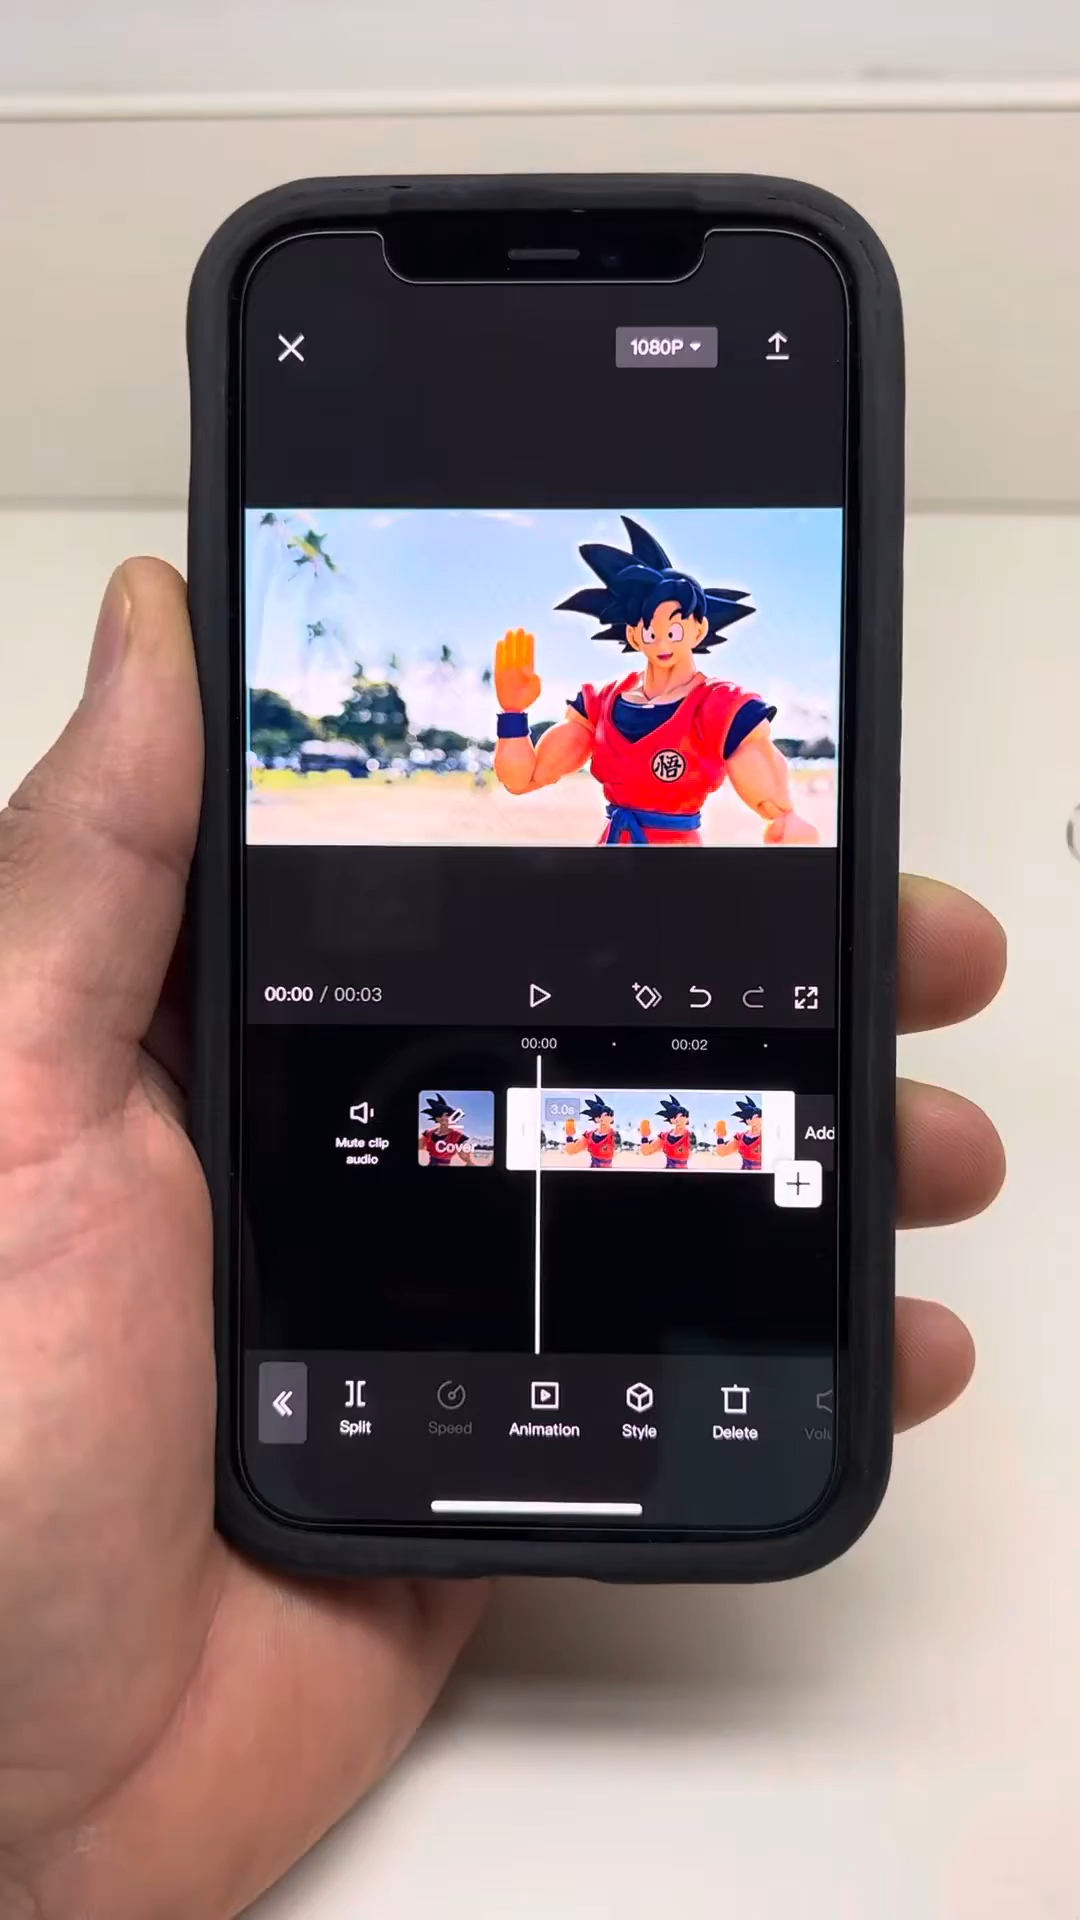 1080P
悟
00:00 / 00:03
00:00
00:02
3.0s
Mute clip
audio
Cover
Add
Split
Speed
Animation
Style
Delete